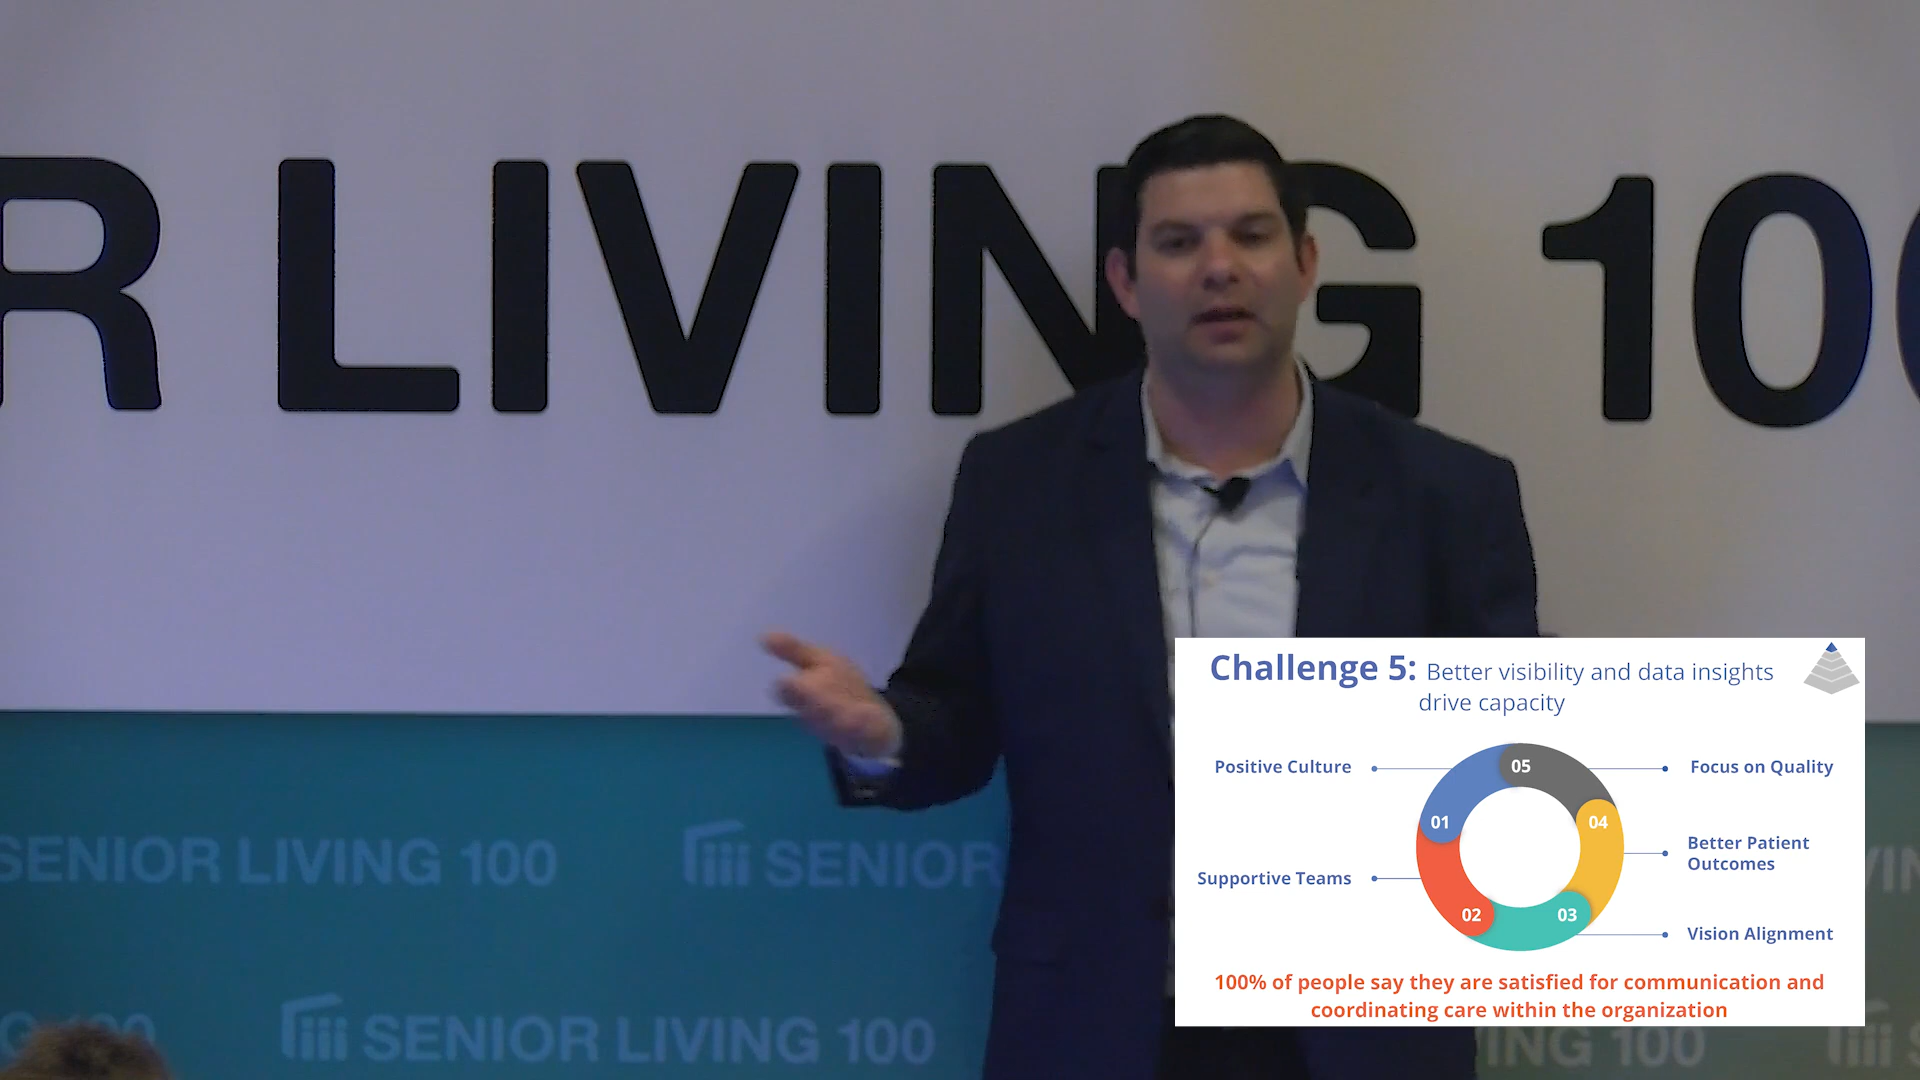 R LIVING 10
SENIOR LIVING 100
SENIOR
SENIOR LIVING 100
ING 100
Challenge 5: Better visibility and data insights
drive capacity
Positive Culture
Supportive Teams
01
02
03
04
05
Focus on Quality
Better Patient
Outcomes
Vision Alignment
100% of people say they are satisfied for communication and
coordinating care within the organization